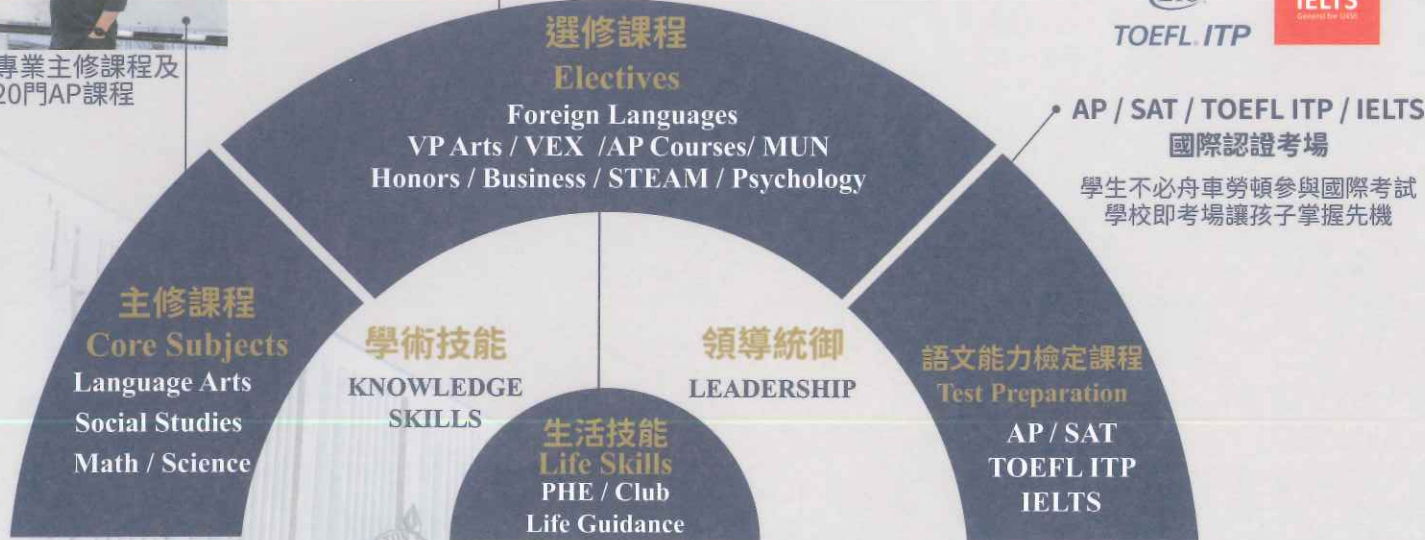 TOEFL ITP
IELTS
專業主修課程及
20門AP課程
選修課程
Electives
Foreign Languages
VP Arts / VEX /AP Courses/ MUN
Honors / Business / STEAM / Psychology
AP / SAT / TOEFL ITP / IELTS
國際認證考場
學生不必舟車勞頓參與國際考試
學校即考場讓孩子掌握先機
主修課程
Core Subjects
Language Arts
Social Studies
Math / Science
學術技能
KNOWLEDGE
SKILLS
領導統御
LEADERSHIP
生活技能
Life Skills
PHE / Club
Life Guidance
語文能力檢定課程
Test Preparation
AP / SAT
TOEFL ITP
IELTS